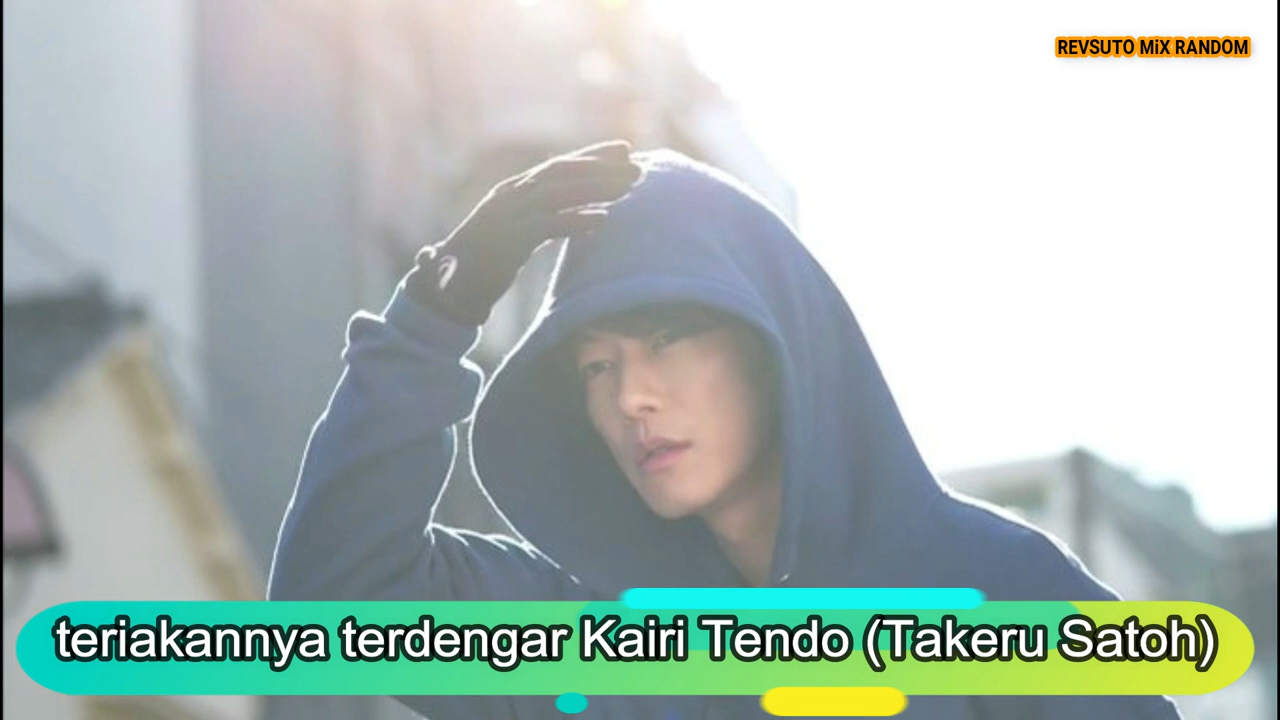 REVSUTO MiX RANDOM
teriakannya terdengar Kairi Tendo (Takeru Satoh)